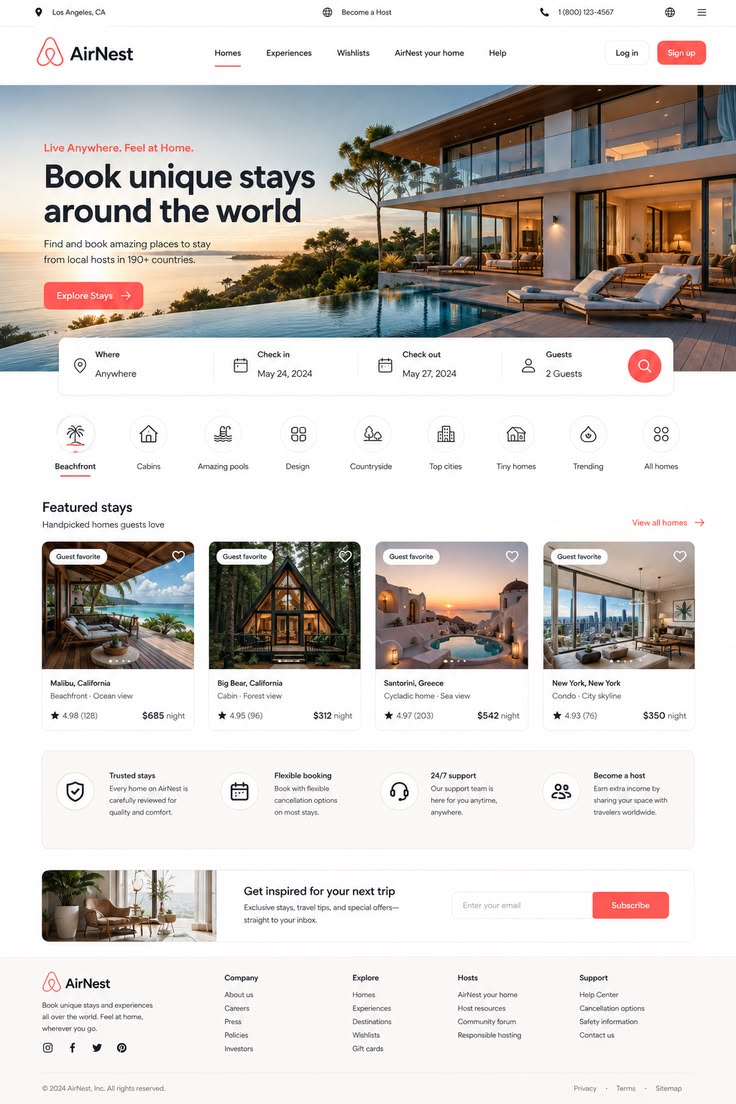 Los Angeles, CA
Become a Host
1 (800) 123-4567
AirNest
Homes
Experiences
Wishlists
AirNest your home
Help
Log in
Sign up
Live Anywhere. Feel at Home.
Book unique stays
around the world
Find and book amazing places to stay
from local hosts in 190+ countries.
Explore Stays
Where
Anywhere
Check in
May 24, 2024
Check out
May 27, 2024
Guests
2 Guests
Beachfront
Cabins
Amazing pools
Design
Countryside
Top cities
Tiny homes
Trending
All homes
Featured stays
Handpicked homes guests love
View all homes
Guest favorite
Malibu, California
Beachfront · Ocean view
4.98 (128)
$685 night
Guest favorite
Big Bear, California
Cabin · Forest view
4.95 (96)
$312 night
Guest favorite
Santorini, Greece
Cycladic home · Sea view
4.97 (203)
$542 night
Guest favorite
New York, New York
Condo · City skyline
4.93 (76)
$350 night
Trusted stays
Every home on AirNest is
carefully reviewed for
quality and comfort.
Flexible booking
Book with flexible
cancellation options
on most stays.
24/7 support
Our support team is
here for you anytime,
anywhere.
Become a host
Earn extra income by
sharing your space with
travelers worldwide.
Get inspired for your next trip
Exclusive stays, travel tips, and special offers—
straight to your inbox.
Enter your email
Subscribe
AirNest
Book unique stays and experiences
all over the world. Feel at home,
wherever you go.
Company
About us
Careers
Press
Policies
Investors
Explore
Homes
Experiences
Destinations
Wishlists
Gift cards
Hosts
AirNest your home
Host resources
Community forum
Responsible hosting
Support
Help Center
Cancellation options
Safety information
Contact us
© 2024 AirNest, Inc. All rights reserved.
Privacy · Terms · Sitemap